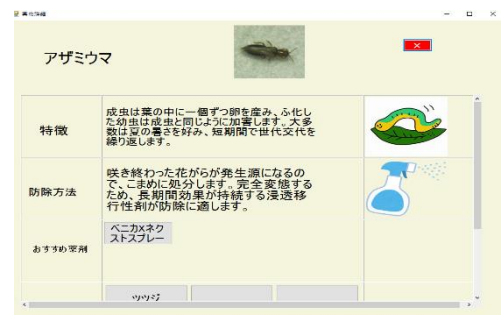 害虫詳細
アザミウマ
特徴
成虫は葉の中に一個ずつ卵を産み、ふ化し
た幼虫は成虫と同じように加害します。大多
数は夏の暑さを好み、短期間で世代交代を
繰り返します。
防除方法
咲き終わった花がらが発生源になるの
で、こまめに処分します。完全変態する
ため、長期間効果が持続する浸透移
行性剤が防除に適します。
おすすめ薬剤
ベニカXネク
ストスプレー
ツツジ